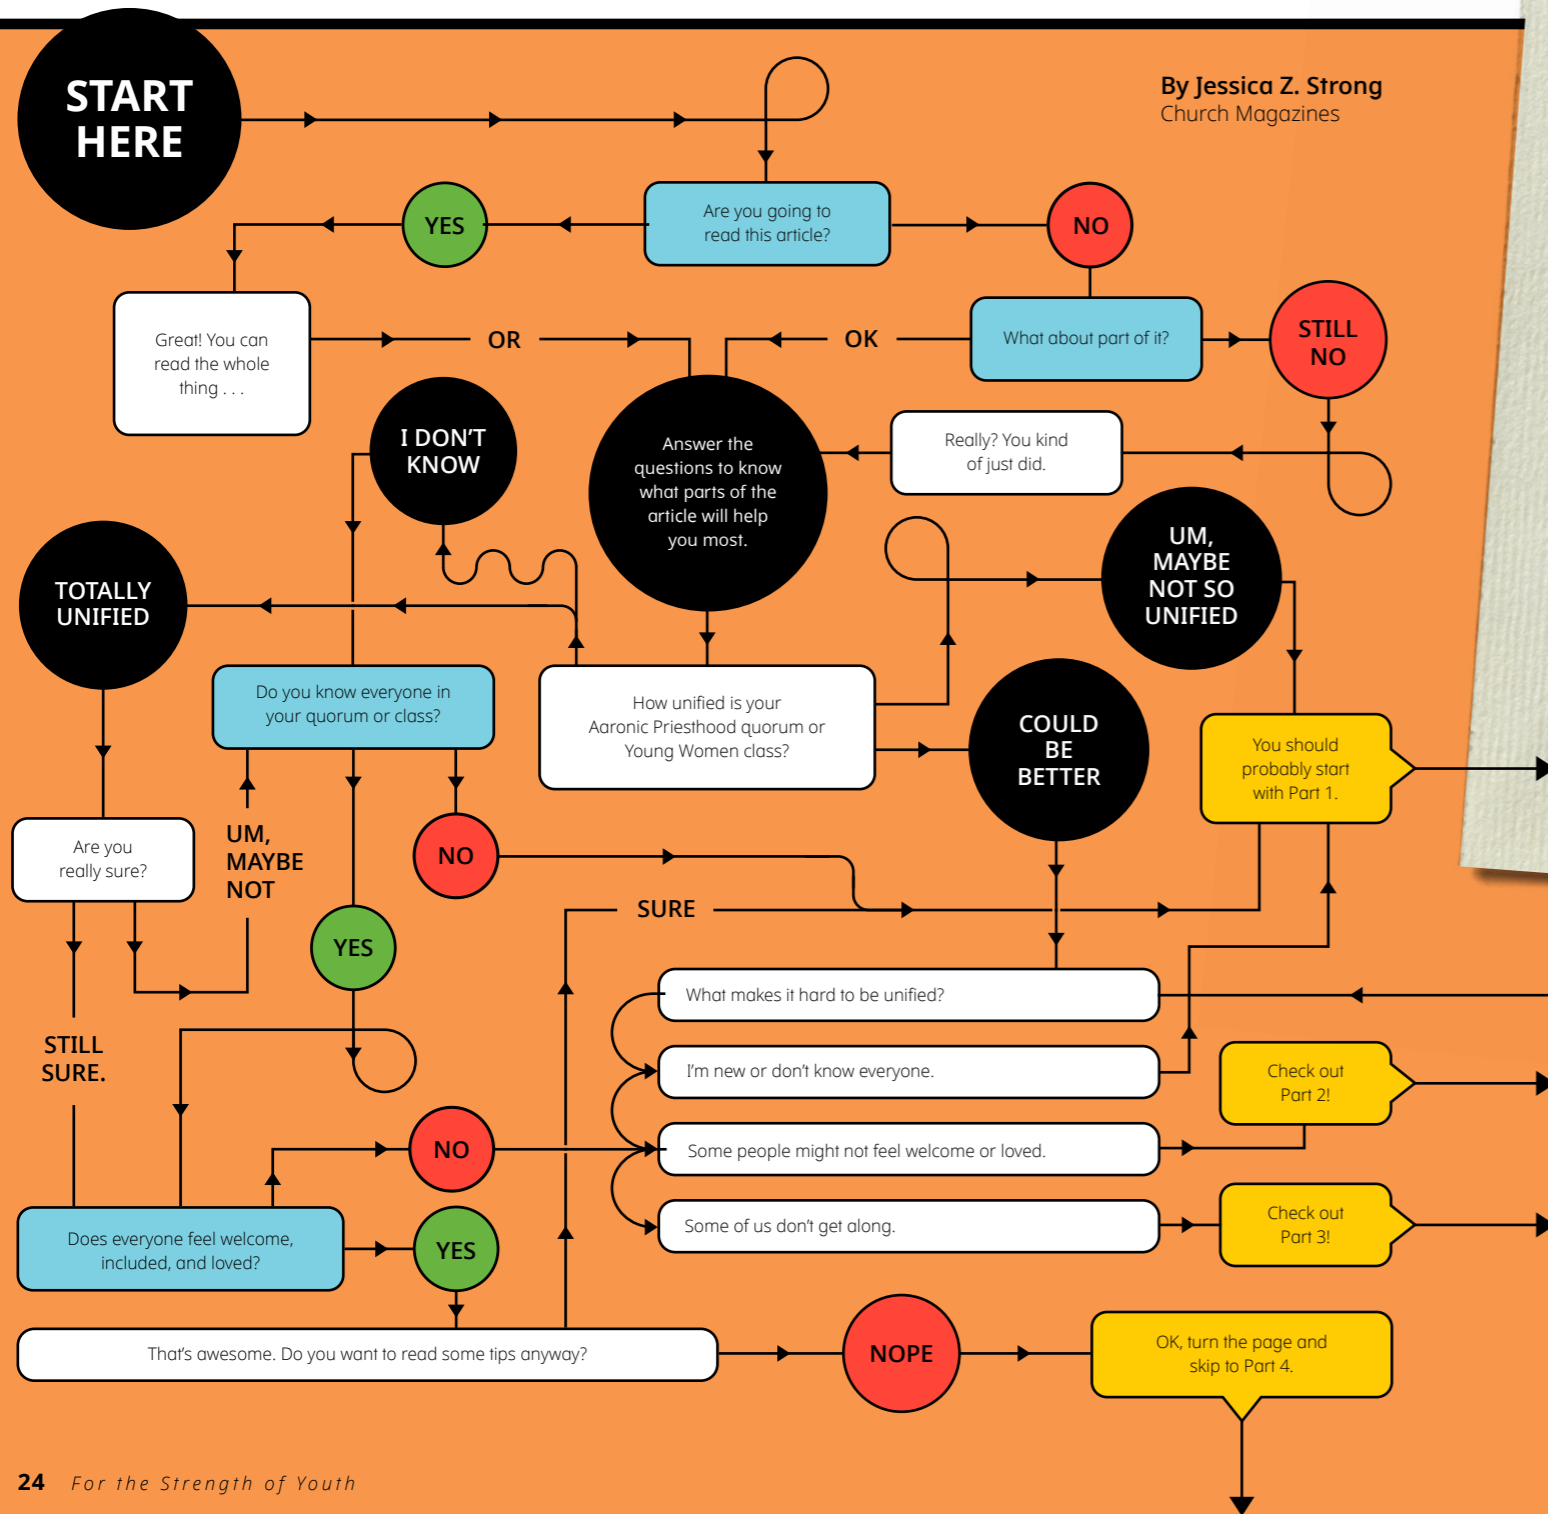 START
HERE
By Jessica Z. Strong
Church Magazines
Are you going to
read this article?
YES
NO
Great! You can
read the whole
thing . . .
OR
OK
What about part of it?
STILL
NO
I DON'T
KNOW
Answer the
questions to know
what parts of the
article will help
you most.
Really? You kind
of just did.
UM,
MAYBE
NOT SO
UNIFIED
TOTALLY
UNIFIED
Do you know everyone in
your quorum or class?
How unified is your
Aaronic Priesthood quorum or
Young Women class?
COULD
BE
BETTER
You should
probably start
with Part 1.
Are you
really sure?
UM,
MAYBE
NOT
NO
SURE
YES
What makes it hard to be unified?
STILL
SURE.
I'm new or don't know everyone.
Check out
Part 2!
NO
Some people might not feel welcome or loved.
Some of us don't get along.
Check out
Part 3!
Does everyone feel welcome,
included, and loved?
YES
That's awesome. Do you want to read some tips anyway?
NOPE
OK, turn the page and
skip to Part 4.
24 For the Strength of Youth